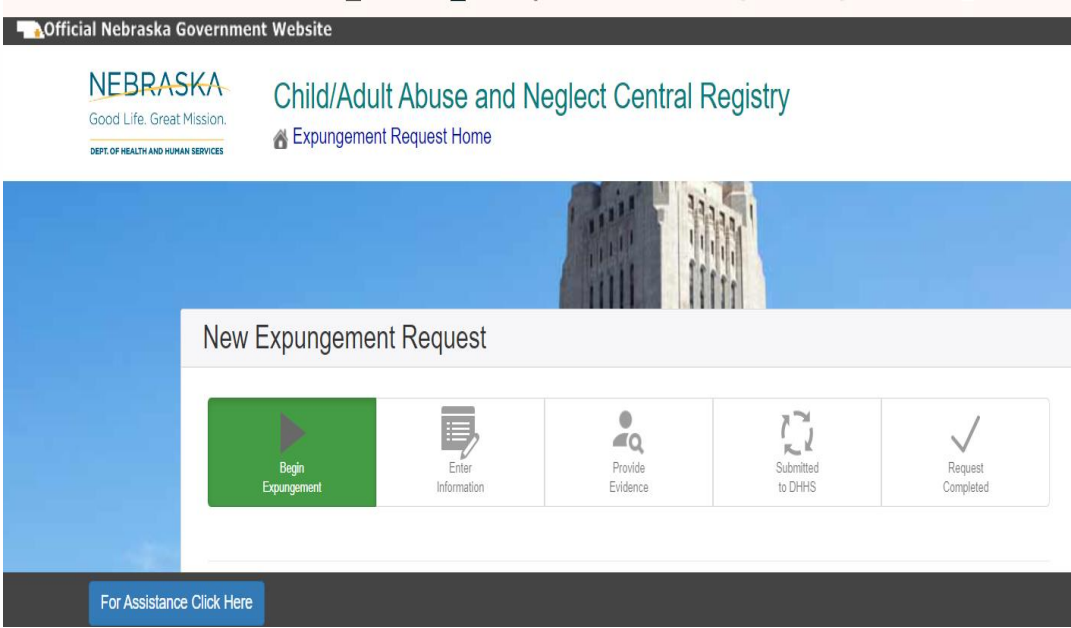 Official Nebraska Government Website
NEBRASKA
Good Life. Great Mission.
DEPT. OF HEALTH AND HUMAN SERVICES
Child/Adult Abuse and Neglect Central Registry
Expungement Request Home
New Expungement Request
Begin
Expungement
Enter
Information
Provide
Evidence
Submitted
to DHHS
Request
Completed
For Assistance Click Here